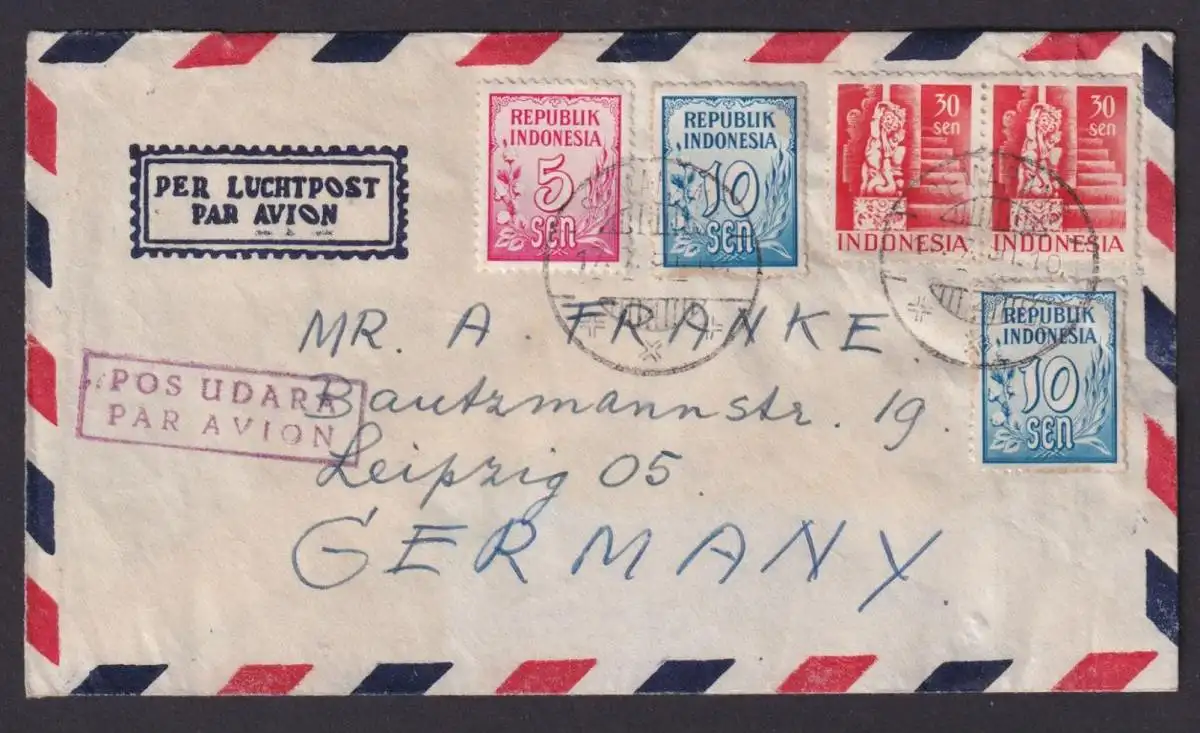 PER LUCHTPOST
PAR AVION
REPUBLIK
INDONESIA
5
sen
REPUBLIK
INDONESIA
10
sen
30
sen
INDONESIA
30
sen
INDONESIA
REPUBLIK
INDONESIA
10
sen
MR. A. FRANKE.
POS UDARA
PAR AVION
Bautzmannstr. 19.
Leipzig 05.
GERMANY.